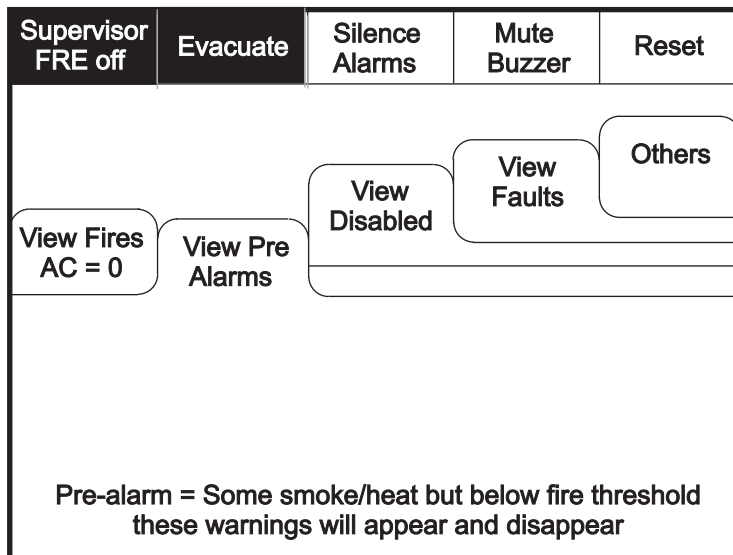 Supervisor
FRE off
Evacuate
Silence
Alarms
Mute
Buzzer
Reset
View Fires
AC = 0
View Pre
Alarms
View
Disabled
View
Faults
Others
Pre-alarm = Some smoke/heat but below fire threshold
these warnings will appear and disappear